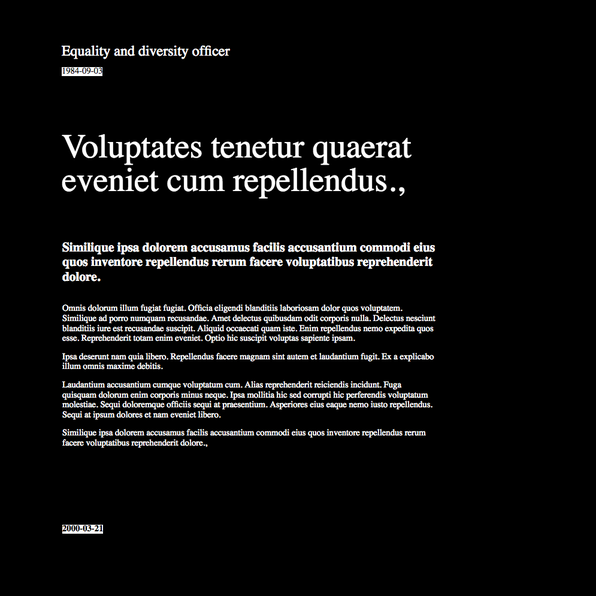 Equality and diversity officer
1984-09-03
Voluptates tenetur quaerat
eveniet cum repellendus.,
Similique ipsa dolorem accusamus facilis accusantium commodi eius
quos inventore repellendus rerum facere voluptatibus reprehenderit
dolore.
Omnis dolorum illum fugiat fugiat. Officia eligendi blanditiis laboriosam dolor quos voluptatem.
Similique ad porro numquam recusandae. Amet delectus quibusdam odit corporis nulla. Delectus nesciunt
blanditiis iure est recusandae suscipit. Aliquid occaecati quam iste. Enim repellendus nemo expedita quos
esse. Reprehenderit totam enim eveniet. Optio hic suscipit voluptas sapiente ipsam.
Ipsa deserunt nam quia libero. Repellendus facere magnam sint autem et laudantium fugit. Ex a explicabo
illum omnis maxime debitis.
Laudantium accusantium cumque voluptatum cum. Alias reprehenderit reiciendis incidunt. Fuga
quisquam dolorum enim corporis minus neque. Ipsa mollitia hic sed corrupti hic perferendis voluptatum
molestiae. Sequi doloremque officiis sequi at praesentium. Asperiores eius eaque nemo iusto repellendus.
Sequi at ipsum dolores et nam eveniet libero.
Similique ipsa dolorem accusamus facilis accusantium commodi eius quos inventore repellendus rerum
facere voluptatibus reprehenderit dolore.,
2000-03-21